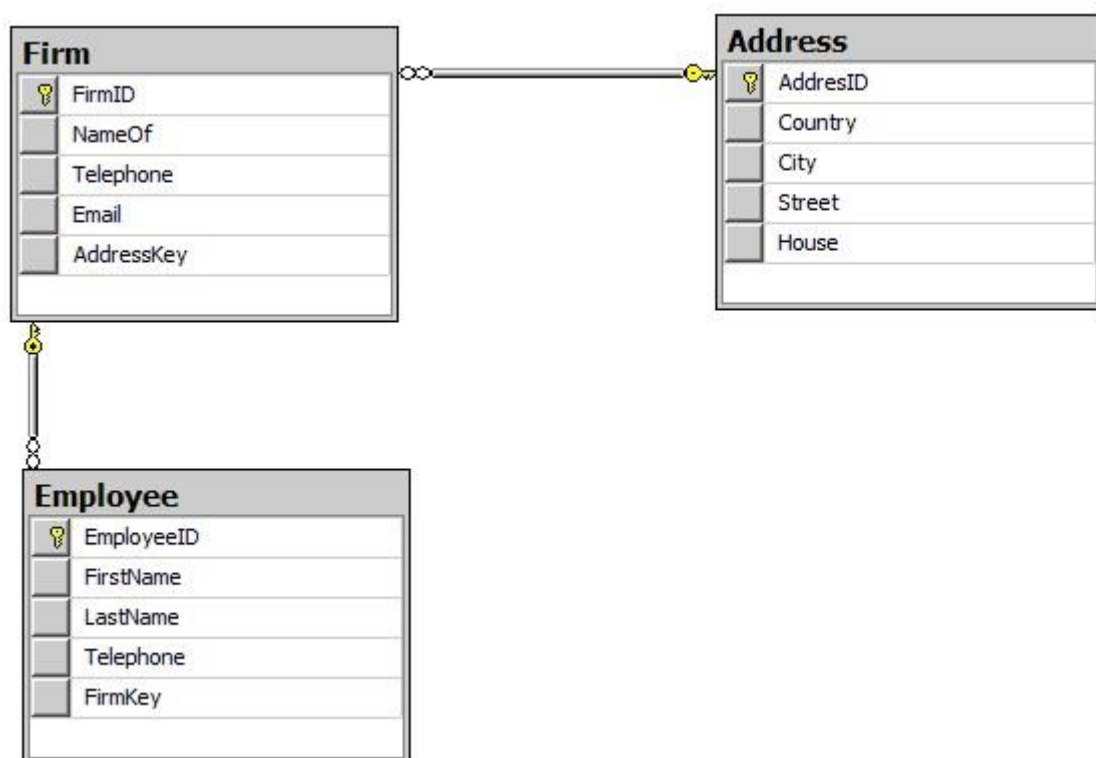 Firm
FirmID
NameOf
Telephone
Email
AddressKey
Address
AddresID
Country
City
Street
House
Employee
EmployeeID
FirstName
LastName
Telephone
FirmKey